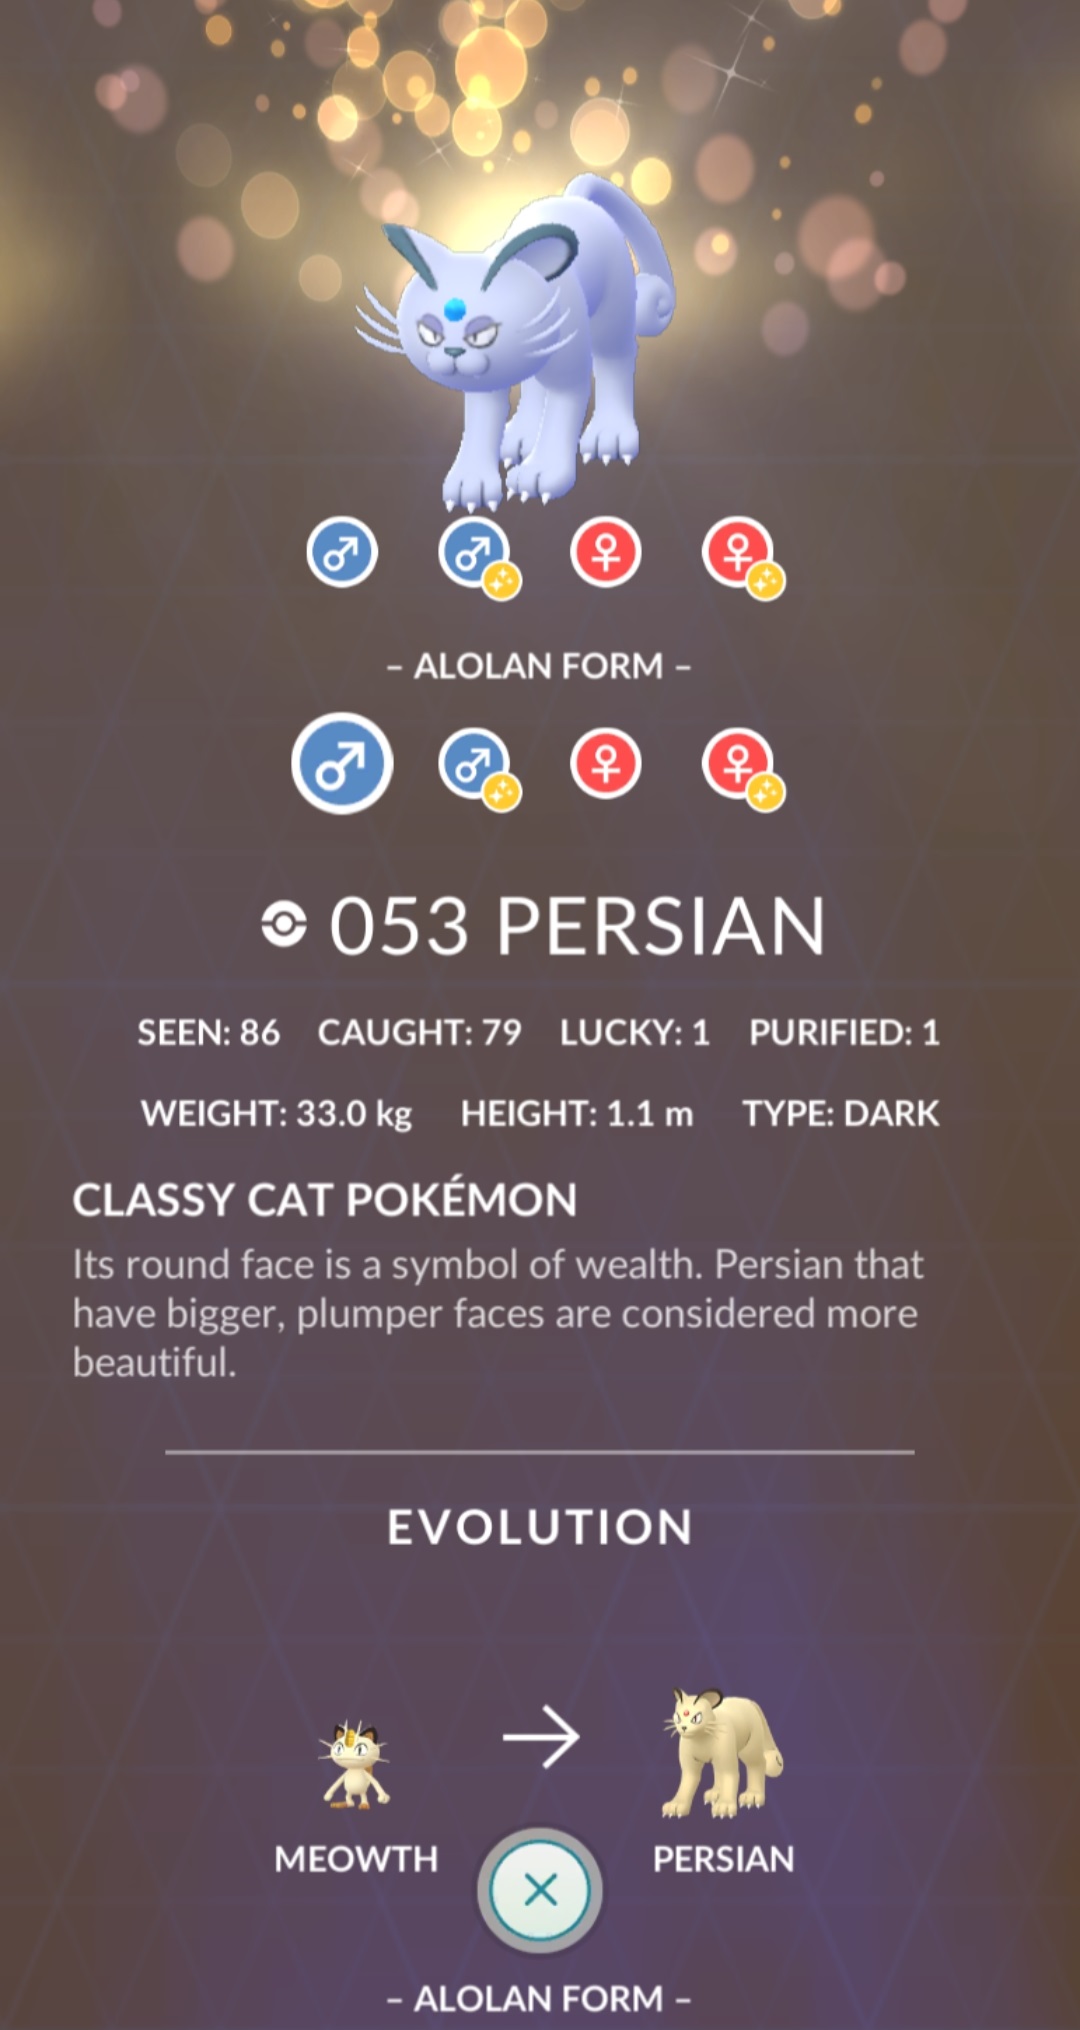 – ALOLAN FORM –
053 PERSIAN
SEEN: 86 CAUGHT: 79 LUCKY: 1 PURIFIED: 1
WEIGHT: 33.0 kg HEIGHT: 1.1 m TYPE: DARK
CLASSY CAT POKÉMON
Its round face is a symbol of wealth. Persian that
have bigger, plumper faces are considered more
beautiful.
EVOLUTION
MEOWTH PERSIAN
– ALOLAN FORM –